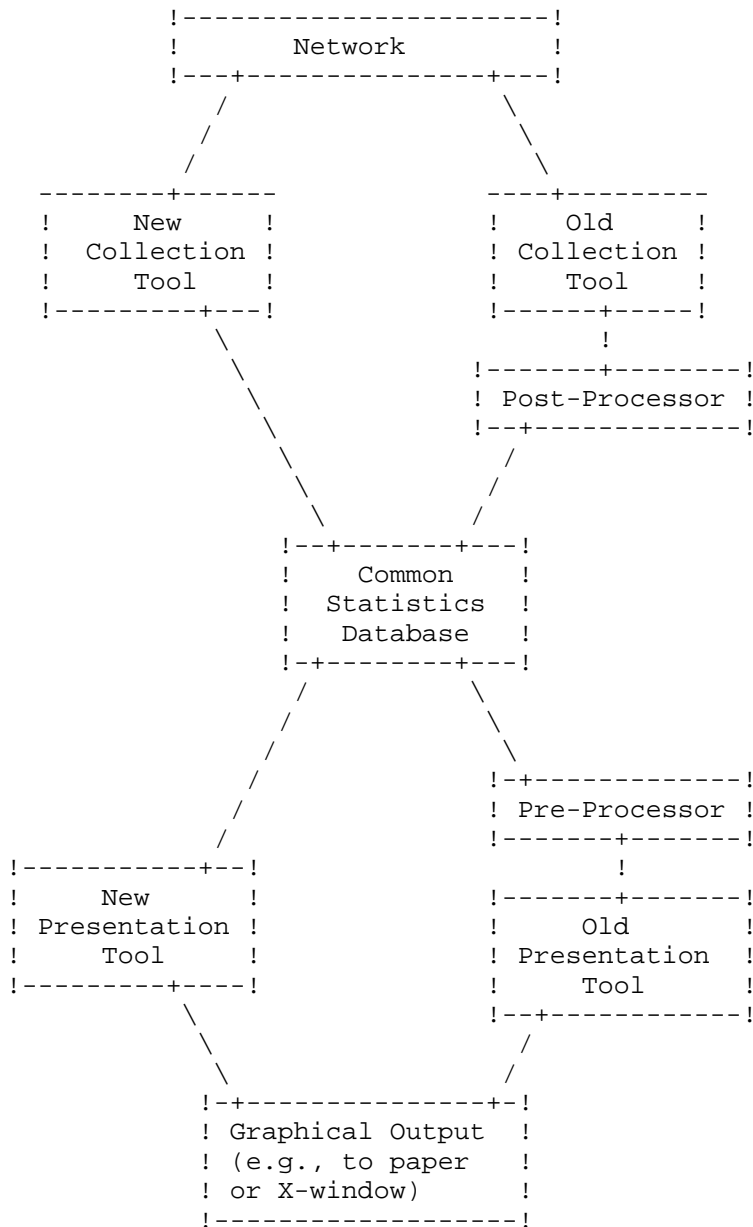 Network
New
Collection
Tool
Old
Collection
Tool
Post-Processor
Common
Statistics
Database
Pre-Processor
New
Presentation
Tool
Old
Presentation
Tool
Graphical Output
(e.g., to paper
or X-window)